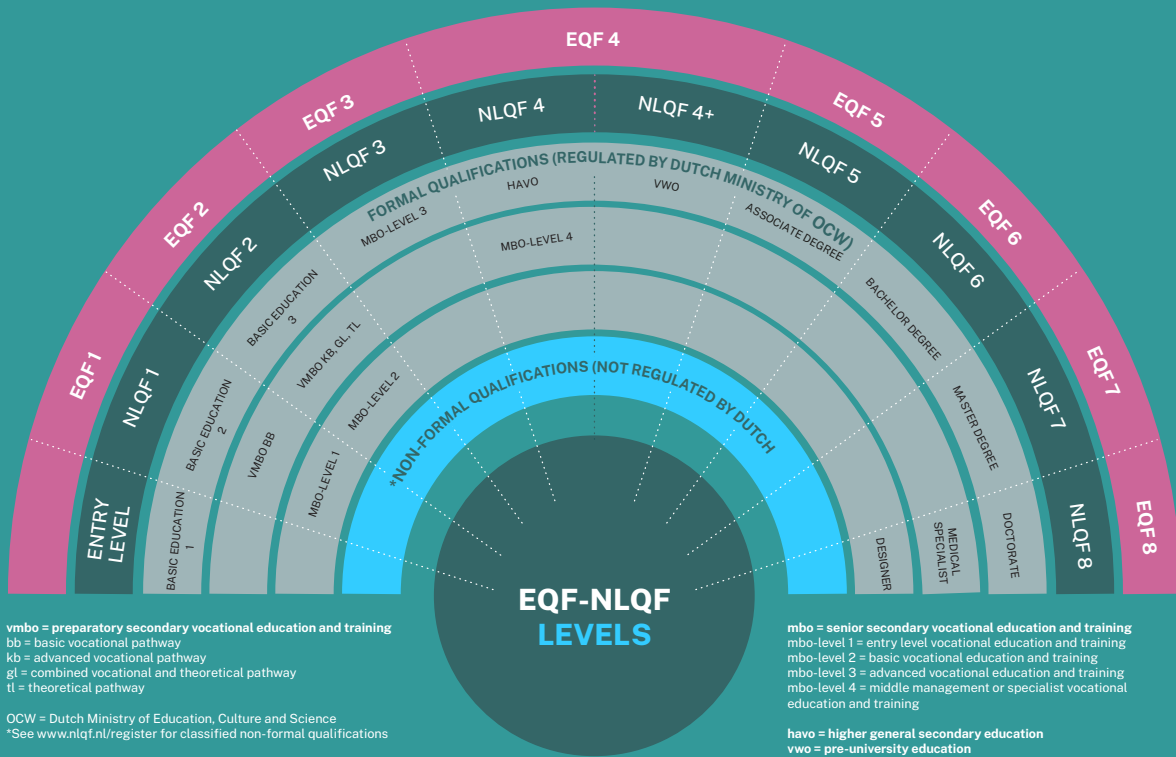 EQF 1
EQF 2
EQF 3
EQF 4
EQF 5
EQF 6
EQF 7
EQF 8
ENTRY
LEVEL
NLQF 1
NLQF 2
NLQF 3
NLQF 4
NLQF 4+
NLQF 5
NLQF 6
NLQF 7
NLQF 8
FORMAL QUALIFICATIONS (REGULATED BY DUTCH MINISTRY OF OCW)
BASIC EDUCATION
1
BASIC EDUCATION
2
BASIC EDUCATION
3
MBO-LEVEL 3
HAVO
VWO
ASSOCIATE DEGREE
BACHELOR DEGREE
MASTER DEGREE
DOCTORATE
VMBO BB
VMBO KB, GL, TL
MBO-LEVEL 4
MEDICAL
SPECIALIST
MBO-LEVEL 1
MBO-LEVEL 2
DESIGNER
*NON-FORMAL QUALIFICATIONS (NOT REGULATED BY DUTCH
EQF-NLQF
LEVELS
vmbo = preparatory secondary vocational education and training
bb = basic vocational pathway
kb = advanced vocational pathway
gl = combined vocational and theoretical pathway
tl = theoretical pathway
OCW = Dutch Ministry of Education, Culture and Science
*See www.nlqf.nl/register for classified non-formal qualifications
mbo = senior secondary vocational education and training
mbo-level 1 = entry level vocational education and training
mbo-level 2 = basic vocational education and training
mbo-level 3 = advanced vocational education and training
mbo-level 4 = middle management or specialist vocational
education and training
havo = higher general secondary education
vwo = pre-university education